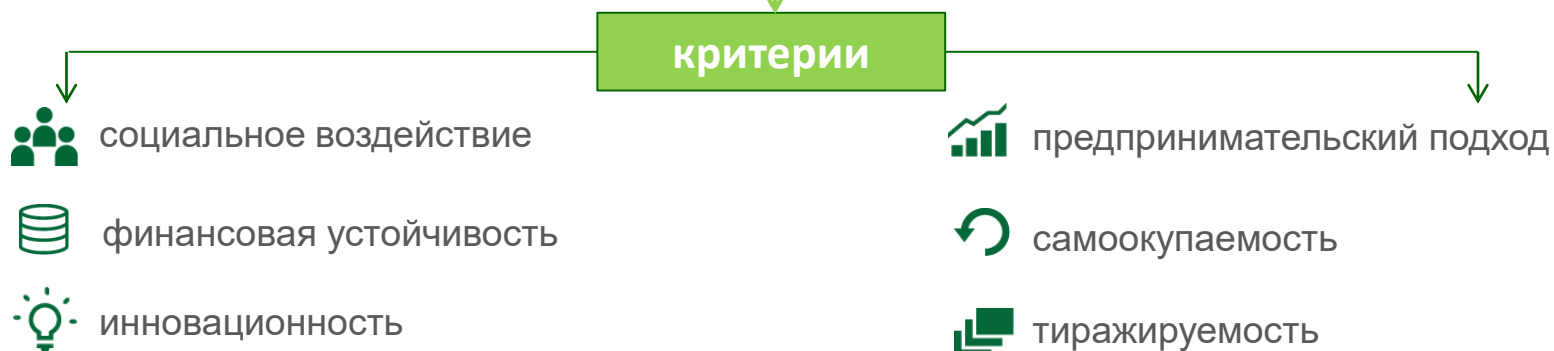 критерии
социальное воздействие
финансовая устойчивость
инновационность
предпринимательский подход
самоокупаемость
тиражируемость